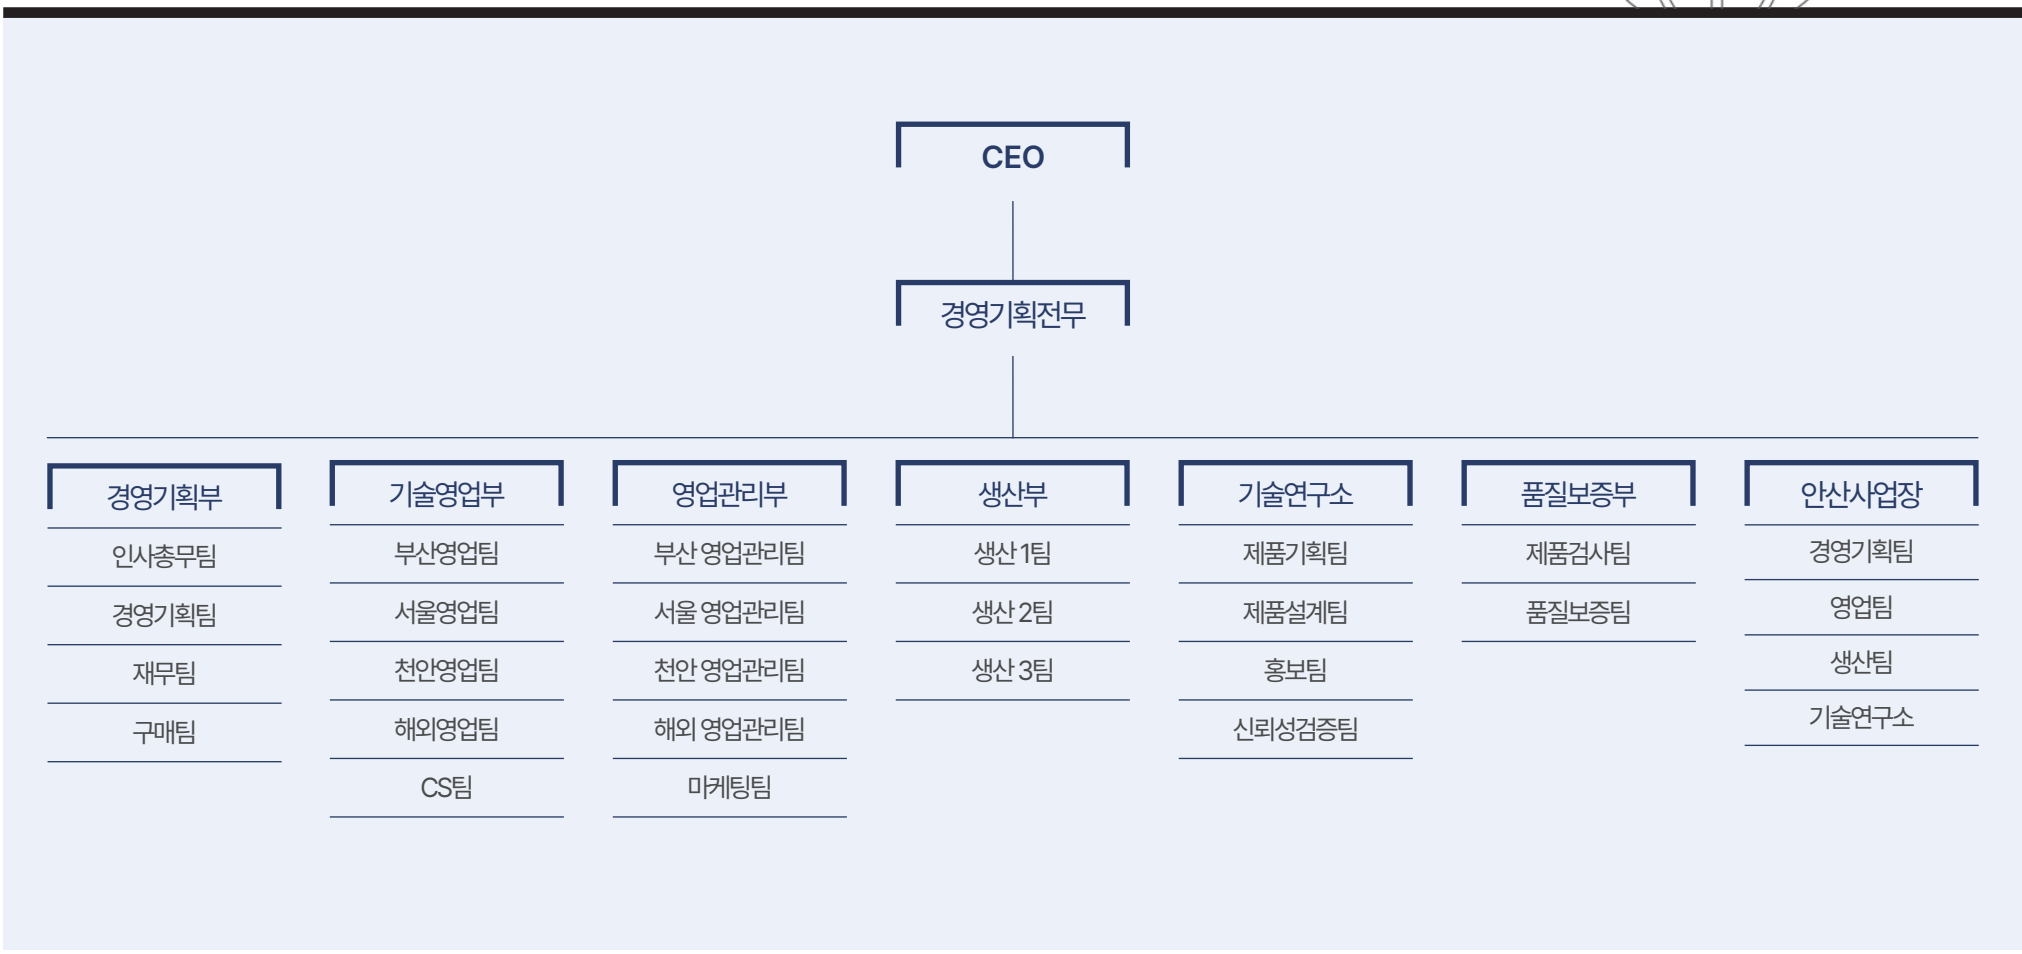 CEO
경영기획전무
경영기획부
인사총무팀
경영기획팀
재무팀
구매팀
기술영업부
부산영업팀
서울영업팀
천안영업팀
해외영업팀
CS팀
영업관리부
부산 영업관리팀
서울 영업관리팀
천안 영업관리팀
해외 영업관리팀
마케팅팀
생산부
생산 1팀
생산 2팀
생산 3팀
기술연구소
제품기획팀
제품설계팀
홍보팀
신뢰성검증팀
품질보증부
제품검사팀
품질보증팀
안산사업장
경영기획팀
영업팀
생산팀
기술연구소